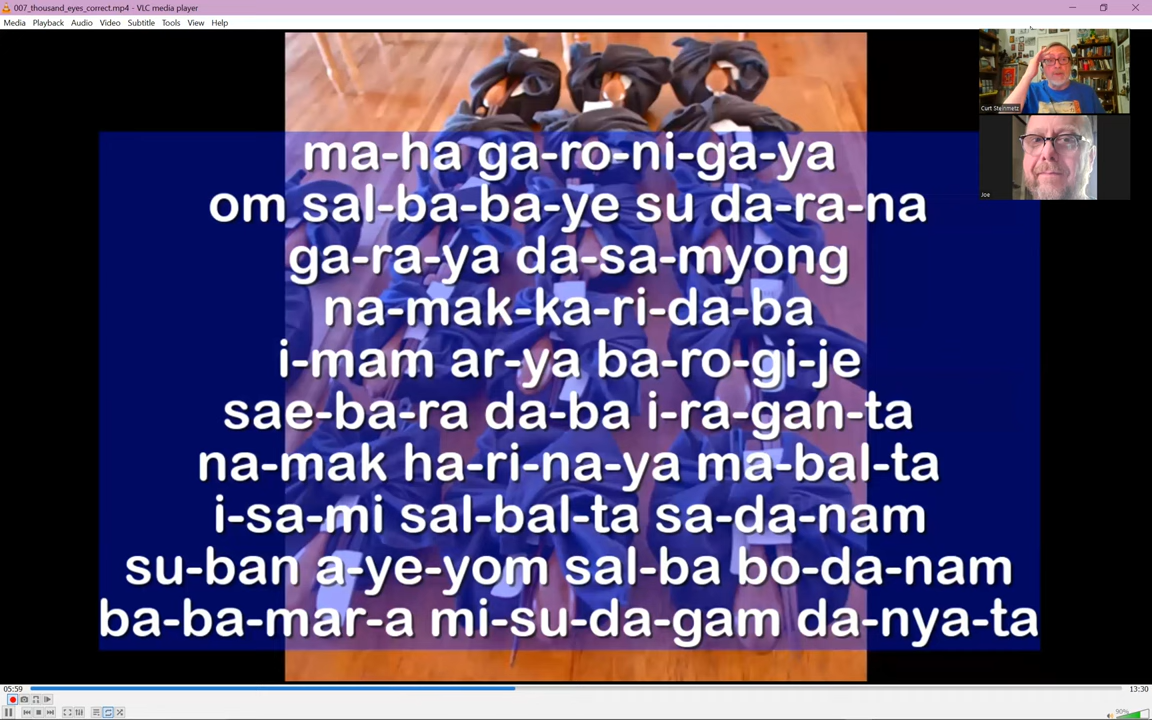 007_thousand_eyes_correct.mp4 - VLC media player
Media Playback Audio Video Subtitle Tools View Help
Curt Steinmetz
Joe
ma-ha ga-ro-ni-ga-ya
om sal-ba-ba-ye su da-ra-na
ga-ra-ya da-sa-myong
na-mak-ka-ri-da-ba
i-mam ar-ya ba-ro-gi-je
sae-ba-ra da-ba i-ra-gan-ta
na-mak ha-ri-na-ya ma-bal-ta
i-sa-mi sal-bal-ta sa-da-nam
su-ban a-ye-yom sal-ba bo-da-nam
ba-ba-mar-a mi-su-da-gam da-nya-ta
05:59 13:30
90%